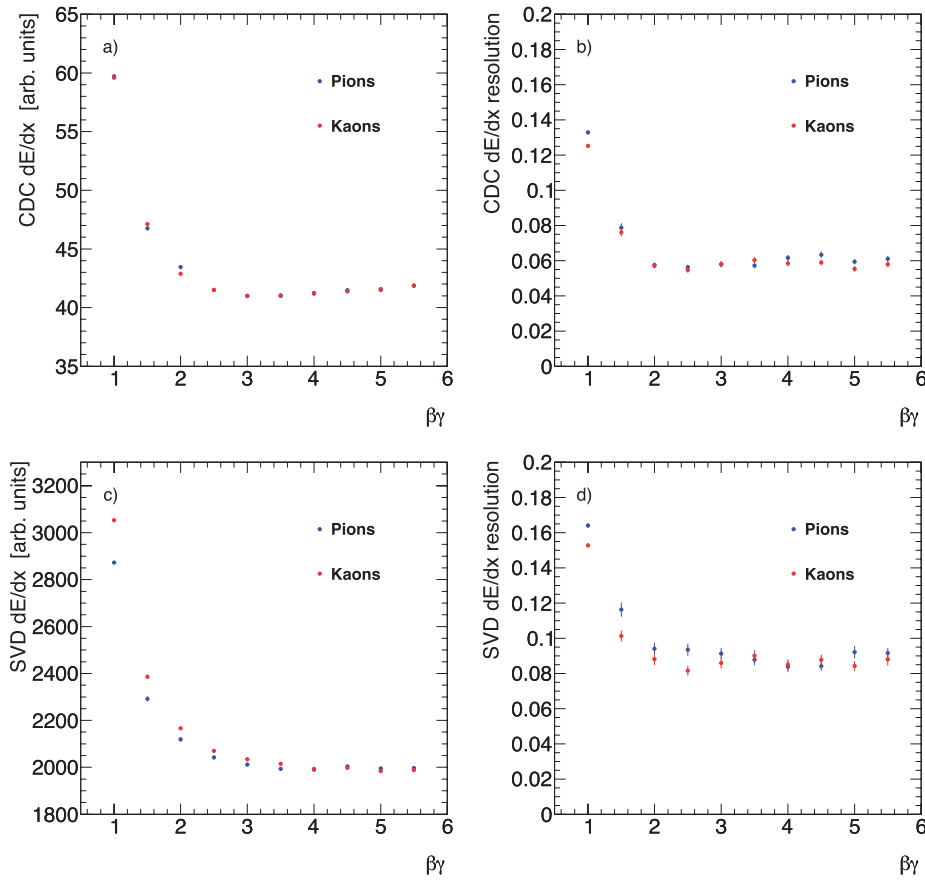 a)
CDC dE/dx [arb. units]
65
60
55
50
45
40
35
Pions
Kaons
1 2 3 4 5 6
βγ
b)
CDC dE/dx resolution
0.2
0.18
0.16
0.14
0.12
0.1
0.08
0.06
0.04
0.02
0
Pions
Kaons
1 2 3 4 5 6
βγ
c)
SVD dE/dx [arb. units]
3200
3000
2800
2600
2400
2200
2000
1800
Pions
Kaons
1 2 3 4 5 6
βγ
d)
SVD dE/dx resolution
0.2
0.18
0.16
0.14
0.12
0.1
0.08
0.06
0.04
0.02
0
Pions
Kaons
1 2 3 4 5 6
βγ